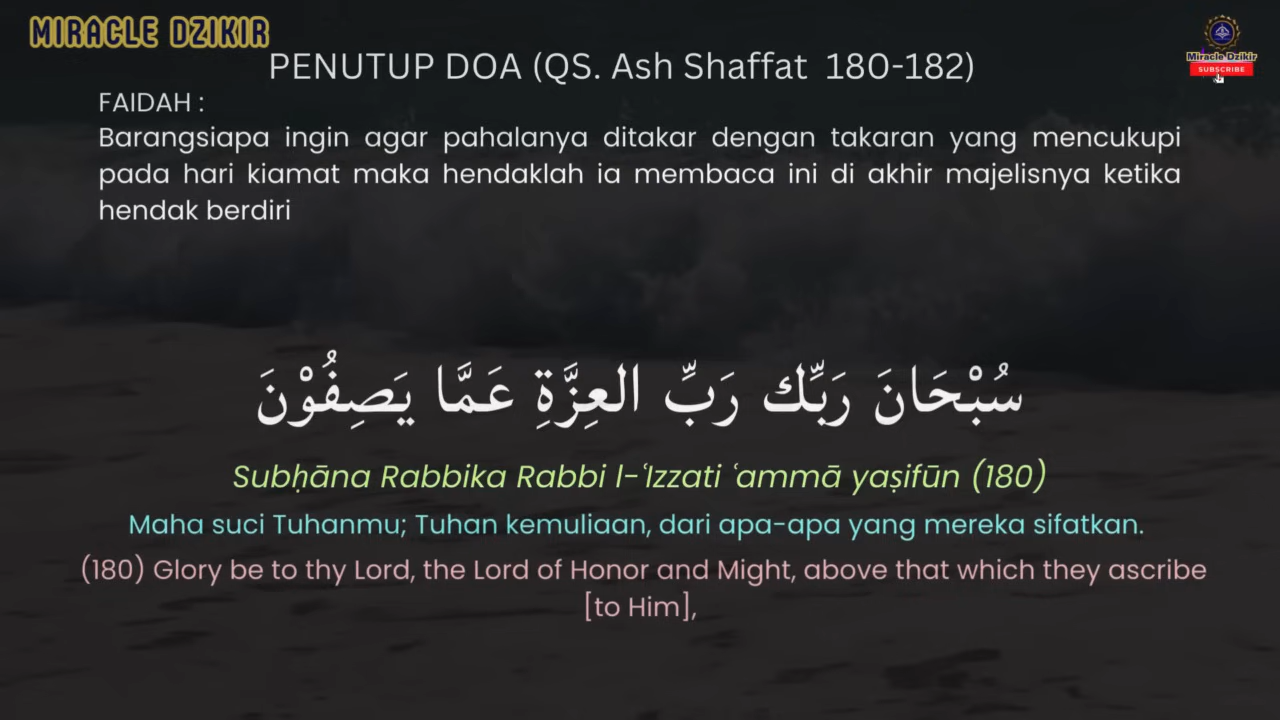 MIRACLE DZIKIR
Miracle Dzikir
SUBSCRIBE
PENUTUP DOA (QS. Ash Shaffat 180-182)
FAIDAH :
Barangsiapa ingin agar pahalanya ditakar dengan takaran yang mencukupi
pada hari kiamat maka hendaklah ia membaca ini di akhir majelisnya ketika
hendak berdiri
سُبْحَانَ رَبِّك رَبِّ العِزَّةِ عَمَّا يَصِفُوْنَ
Subḥāna Rabbika Rabbi l-ʿIzzati ʿammā yaṣifūn (180)
Maha suci Tuhanmu; Tuhan kemuliaan, dari apa-apa yang mereka sifatkan.
(180) Glory be to thy Lord, the Lord of Honor and Might, above that which they ascribe
[to Him],